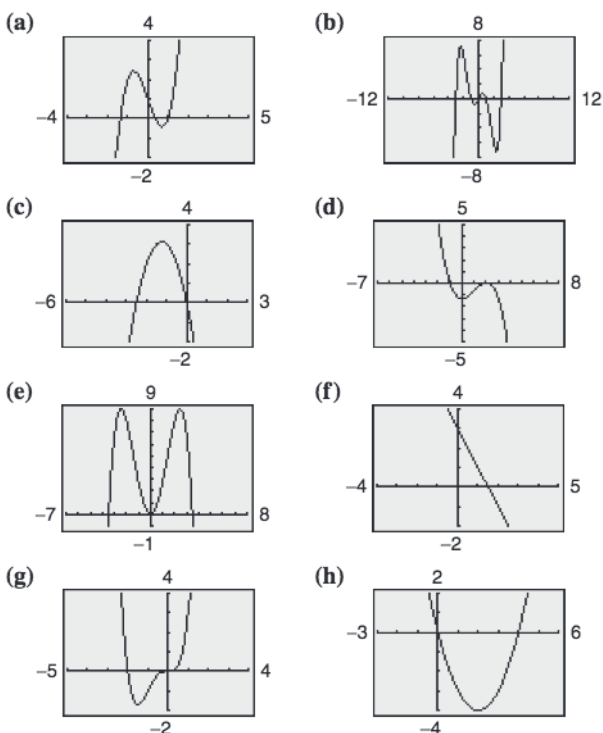 (a) 4 (b) 8
−4 5 −12 12
−2 −8
(c) 4 (d) 5
−6 3 −7 8
−2 −5
(e) 9 (f) 4
−7 8 −4 5
−1 −2
(g) 4 (h) 2
−5 4 −3 6
−2 −4